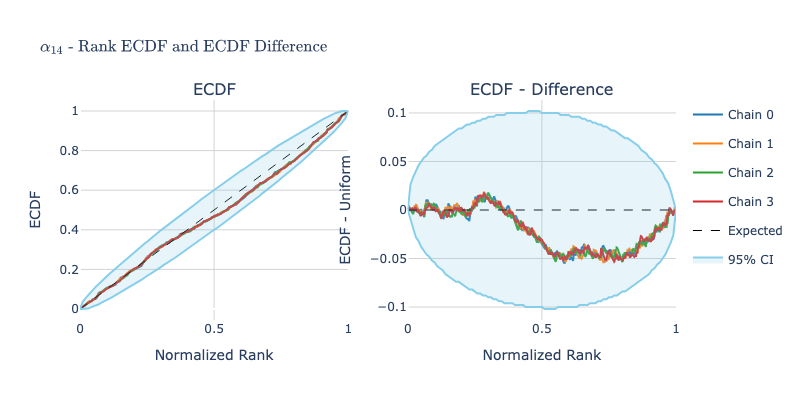 α14 - Rank ECDF and ECDF Difference
ECDF
ECDF - Difference
ECDF
1
0.8
0.6
0.4
0.2
0
0
0.5
1
Normalized Rank
ECDF - Uniform
0.1
0.05
0
−0.05
−0.1
0
0.5
1
Normalized Rank
Chain 0
Chain 1
Chain 2
Chain 3
Expected
95% CI